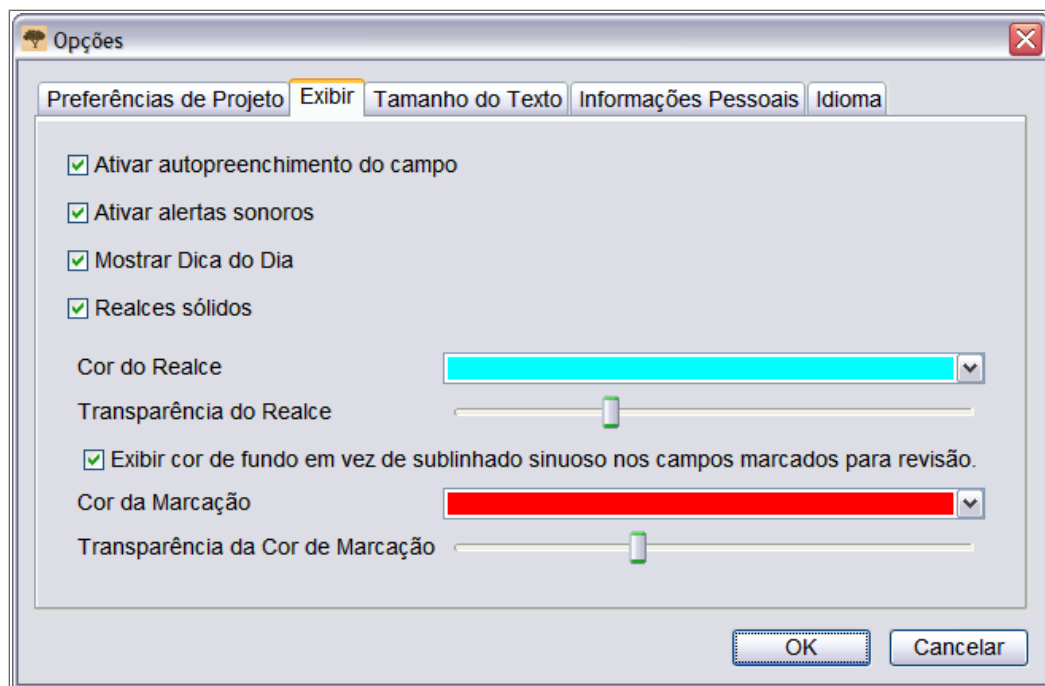 Opções
Preferências de Projeto Exibir Tamanho do Texto Informações Pessoais Idioma
Ativar autopreenchimento do campo
Ativar alertas sonoros
Mostrar Dica do Dia
Realces sólidos
Cor do Realce
Transparência do Realce
Exibir cor de fundo em vez de sublinhado sinuoso nos campos marcados para revisão.
Cor da Marcação
Transparência da Cor de Marcação
OK Cancelar